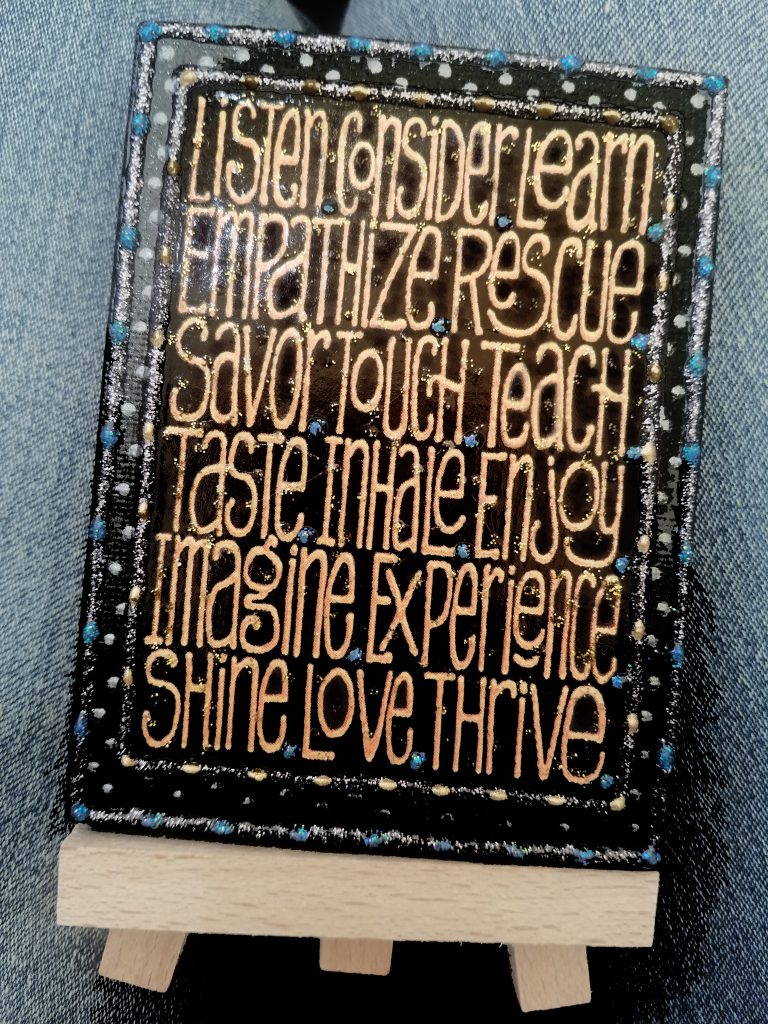 Listen Consider Learn
Empathize Rescue
Savor Touch Teach
Taste Inhale Enjoy
Imagine Experience
Shine Love Thrive